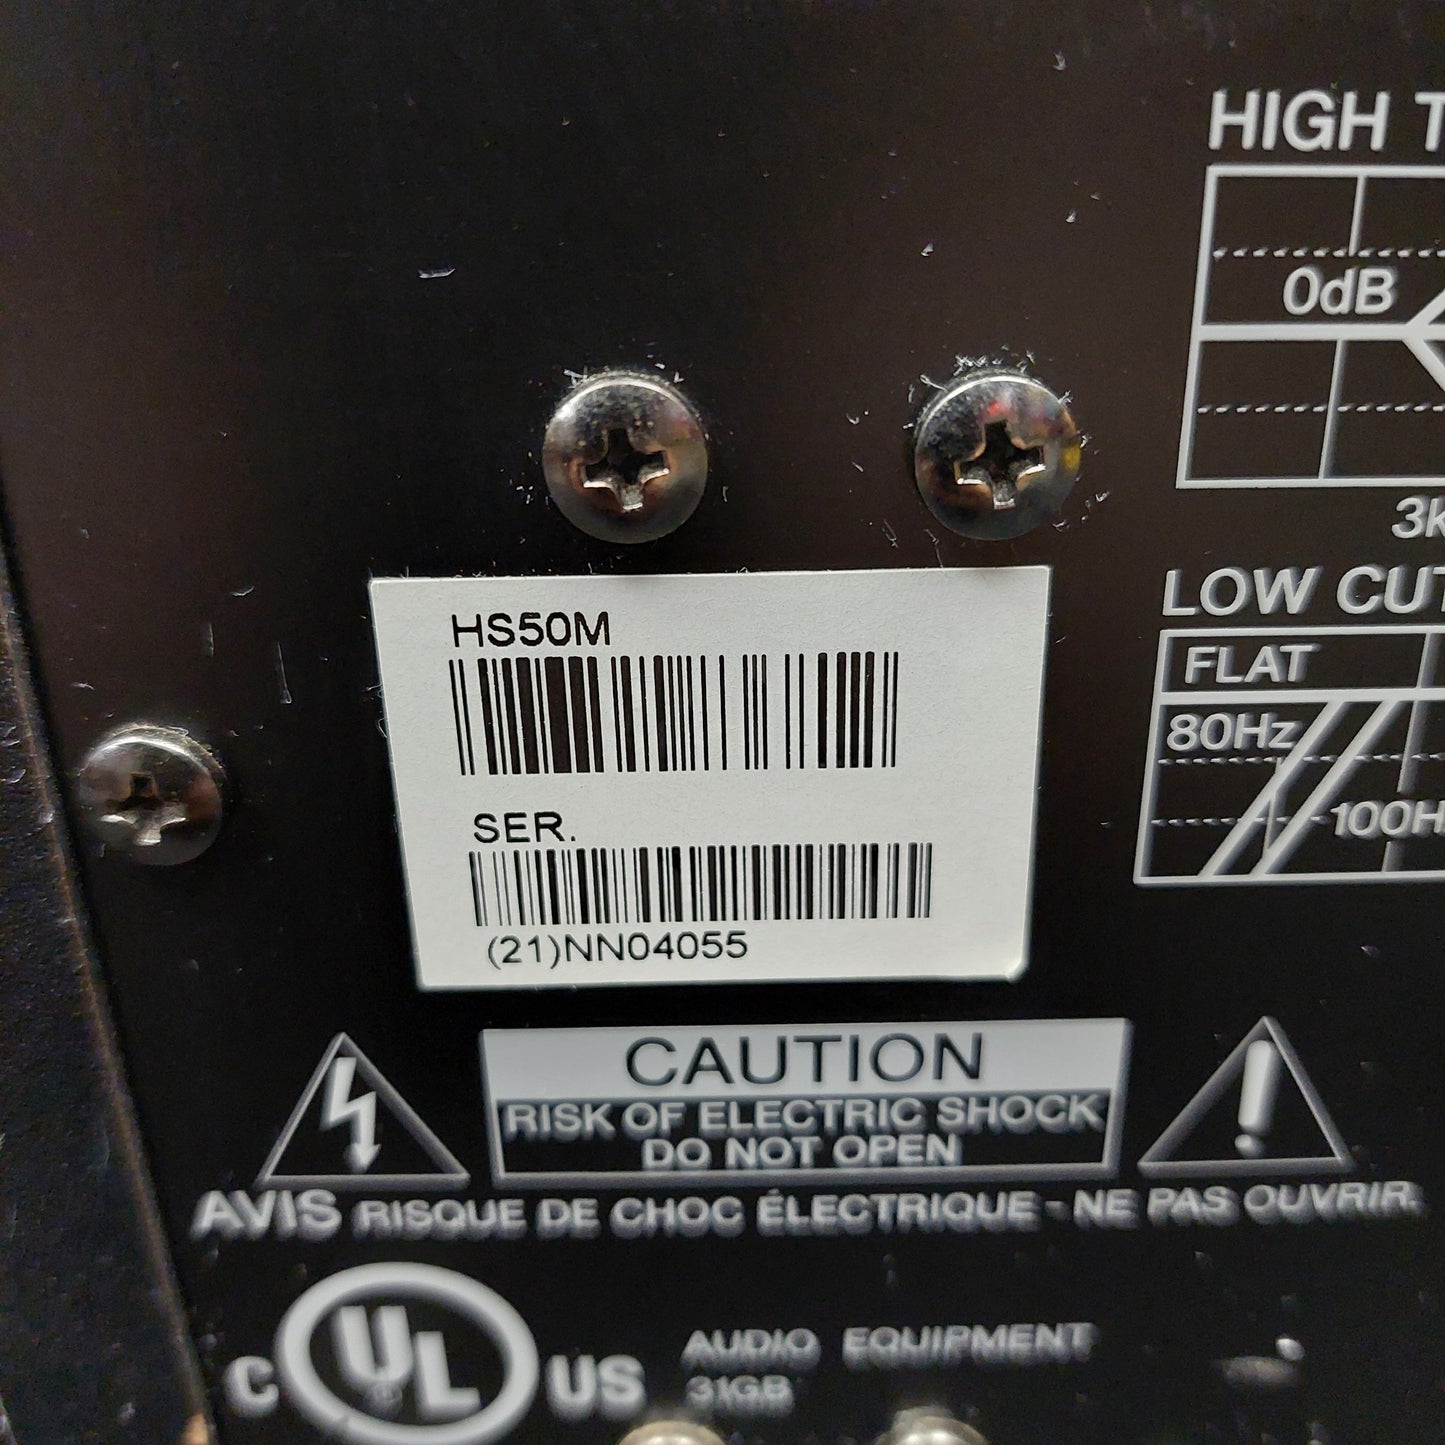 HIGH T
0dB
3k
HS50M
LOW CUT
FLAT
80Hz
100H
SER.
(21)NN04055
CAUTION
RISK OF ELECTRIC SHOCK
DO NOT OPEN
AVIS RISQUE DE CHOC ÉLECTRIQUE - NE PAS OUVRIR.
C UL US
AUDIO EQUIPMENT
31GB